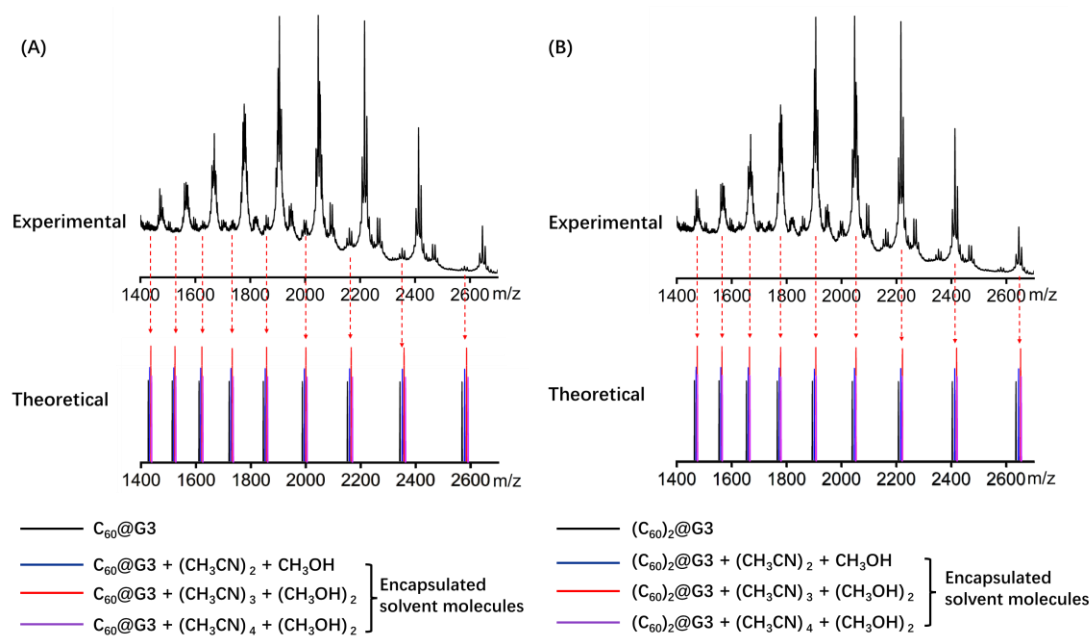 (A)
Experimental
1400 1600 1800 2000 2200 2400 2600 m/z
Theoretical
1400 1600 1800 2000 2200 2400 2600 m/z
C₆₀@G3
C₆₀@G3 + (CH₃CN)₂ + CH₃OH
C₆₀@G3 + (CH₃CN)₃ + (CH₃OH)₂
C₆₀@G3 + (CH₃CN)₄ + (CH₃OH)₂
Encapsulated
solvent molecules
(B)
Experimental
1400 1600 1800 2000 2200 2400 2600 m/z
Theoretical
1400 1600 1800 2000 2200 2400 2600 m/z
(C₆₀)₂@G3
(C₆₀)₂@G3 + (CH₃CN)₂ + CH₃OH
(C₆₀)₂@G3 + (CH₃CN)₃ + (CH₃OH)₂
(C₆₀)₂@G3 + (CH₃CN)₄ + (CH₃OH)₂
Encapsulated
solvent molecules